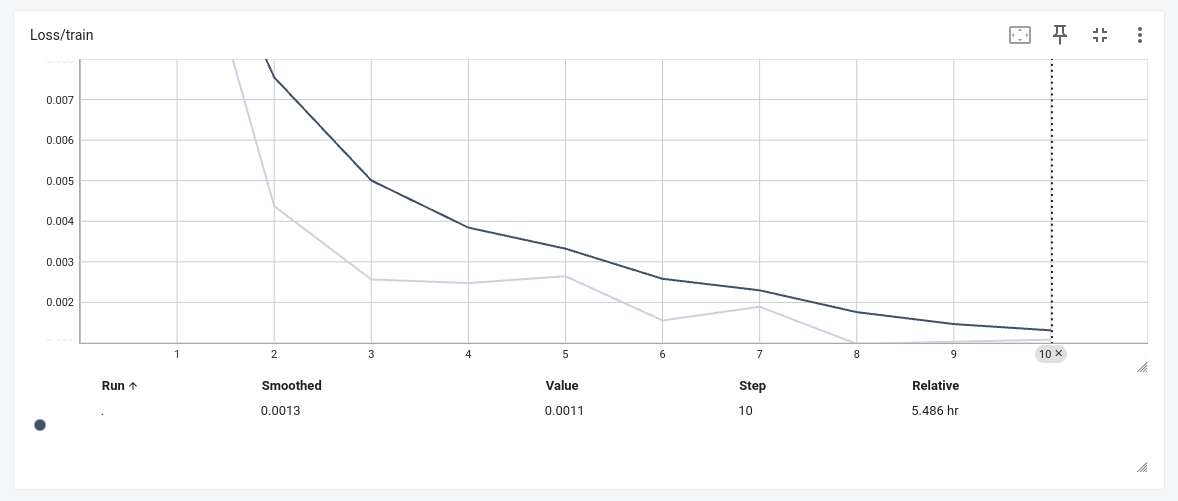 Loss/train
0.007
0.006
0.005
0.004
0.003
0.002
1 2 3 4 5 6 7 8 9 10 ×
Run ↑ Smoothed Value Step Relative
. 0.0013 0.0011 10 5.486 hr